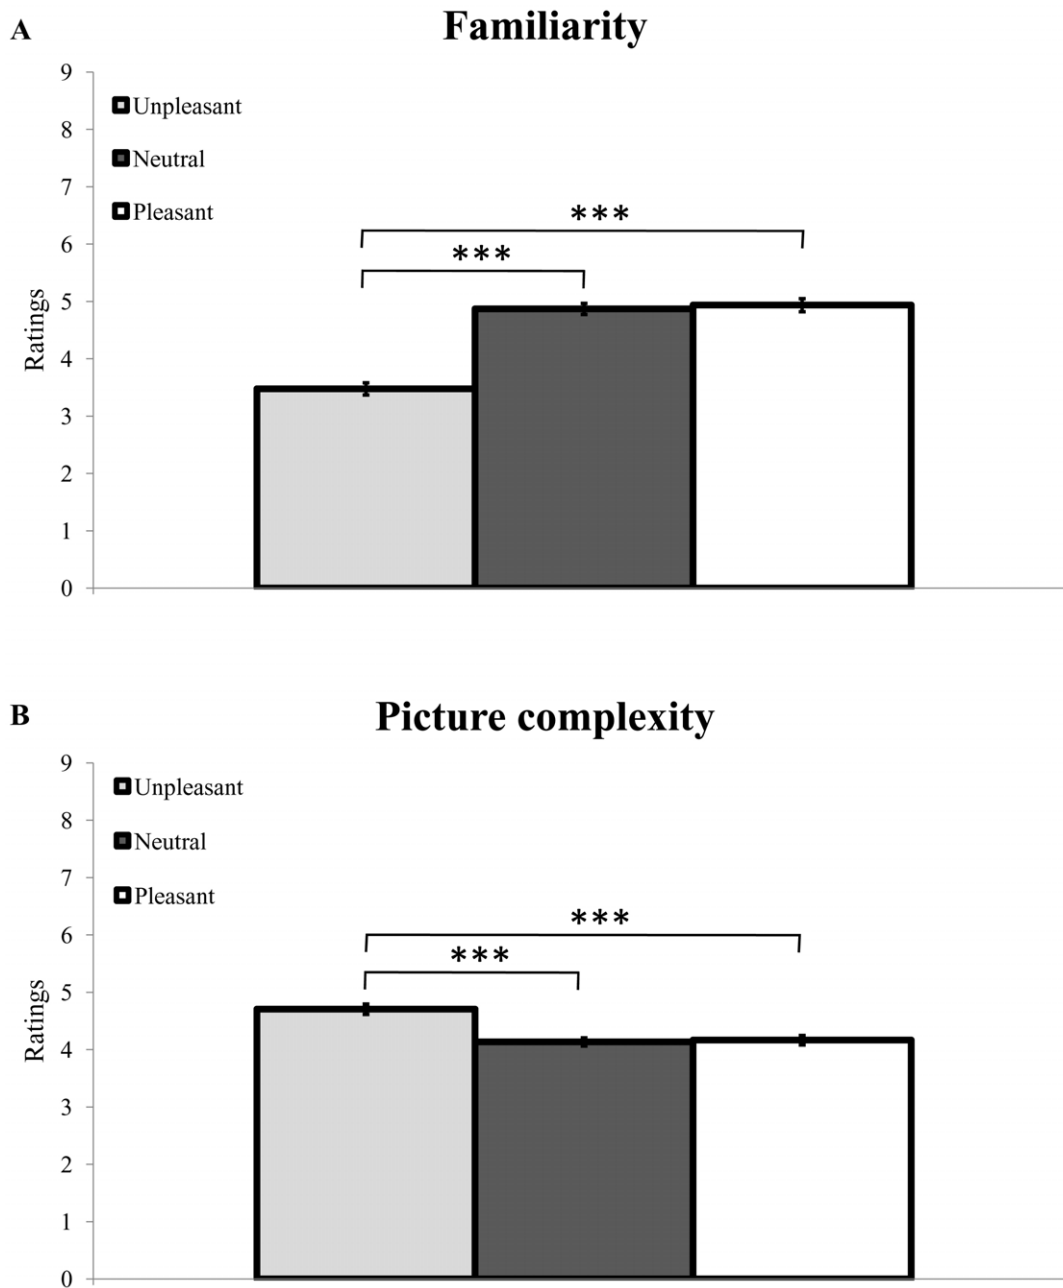 A
Familiarity
9
Unpleasant
8
Neutral
7
Pleasant
***
6
***
5
Ratings
4
3
2
1
0
B
Picture complexity
9
Unpleasant
8
Neutral
7
Pleasant
***
6
***
5
Ratings
4
3
2
1
0